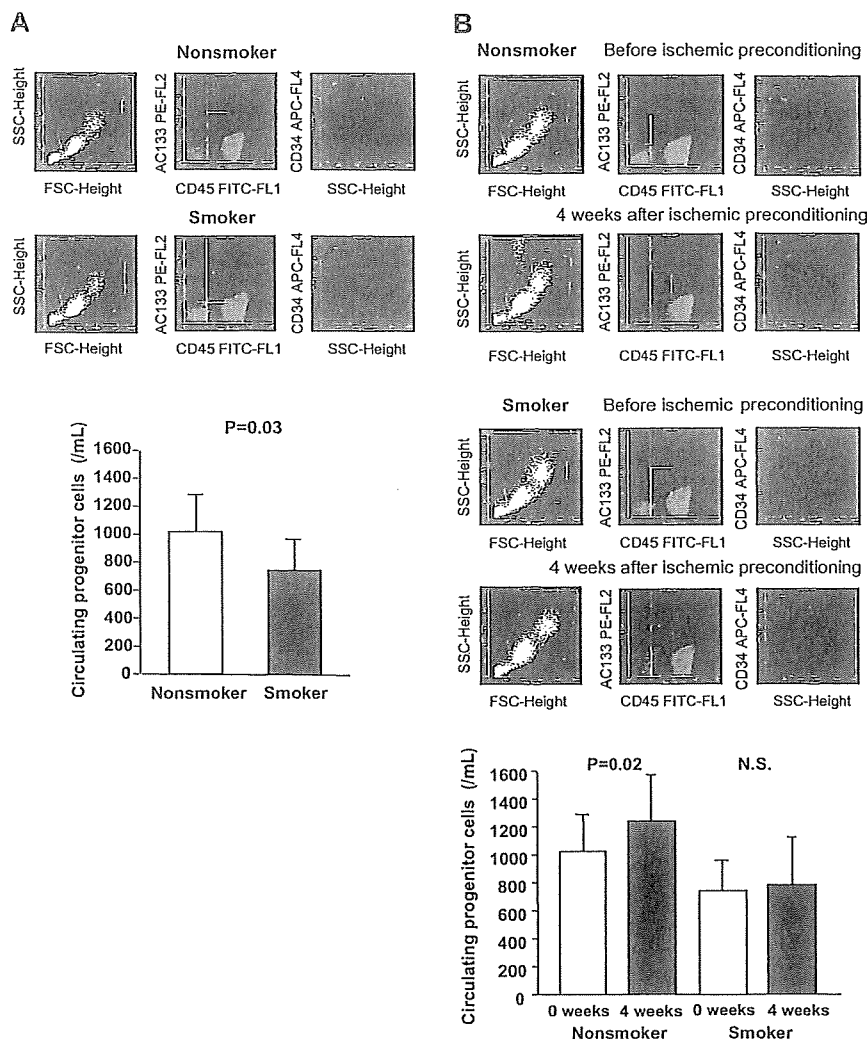 A
Nonsmoker
SSC-Height
AC133 PE-FL2
CD34 APC-FL4
FSC-Height
CD45 FITC-FL1
SSC-Height
Smoker
SSC-Height
AC133 PE-FL2
CD34 APC-FL4
FSC-Height
CD45 FITC-FL1
SSC-Height
P=0.03
Circulating progenitor cells (/mL)
1600
1400
1200
1000
800
600
400
200
0
Nonsmoker
Smoker
B
Nonsmoker
Before ischemic preconditioning
SSC-Height
AC133 PE-FL2
CD34 APC-FL4
FSC-Height
CD45 FITC-FL1
SSC-Height
4 weeks after ischemic preconditioning
SSC-Height
AC133 PE-FL2
CD34 APC-FL4
FSC-Height
CD45 FITC-FL1
SSC-Height
Smoker
Before ischemic preconditioning
SSC-Height
AC133 PE-FL2
CD34 APC-FL4
FSC-Height
CD45 FITC-FL1
SSC-Height
4 weeks after ischemic preconditioning
SSC-Height
AC133 PE-FL2
CD34 APC-FL4
FSC-Height
CD45 FITC-FL1
SSC-Height
P=0.02
N.S.
Circulating progenitor cells (/mL)
1600
1400
1200
1000
800
600
400
200
0
0 weeks
4 weeks
0 weeks
4 weeks
Nonsmoker
Smoker